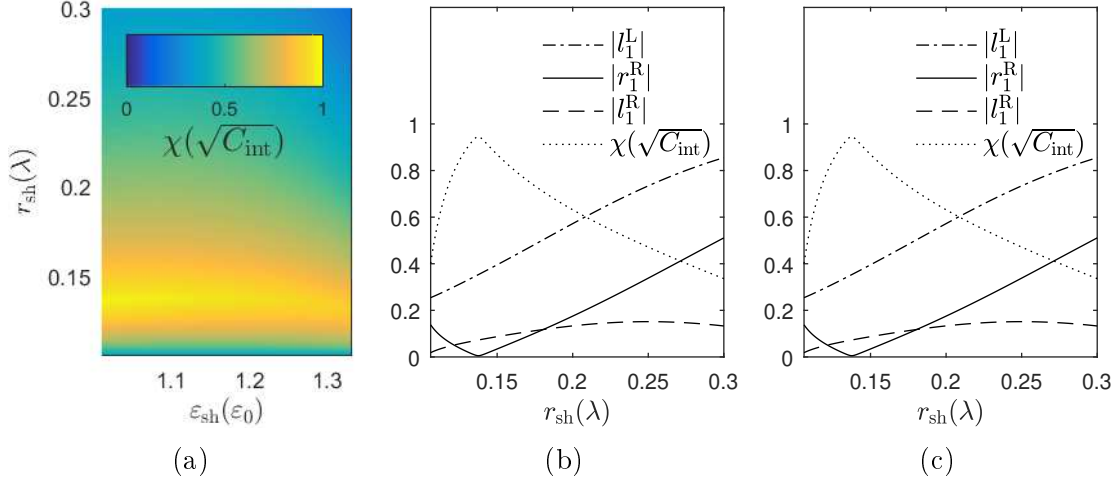 0.3
0.25
0.2
0.15
r_sh(λ)
0 0.5 1
χ(√C_int)
1.1 1.2 1.3
ε_sh(ε_0)
(a)
|l_1^L|
|r_1^R|
|l_1^R|
χ(√C_int)
1
0.8
0.6
0.4
0.2
0
0.15 0.2 0.25 0.3
r_sh(λ)
(b)
|l_1^L|
|r_1^R|
|l_1^R|
χ(√C_int)
1
0.8
0.6
0.4
0.2
0
0.15 0.2 0.25 0.3
r_sh(λ)
(c)